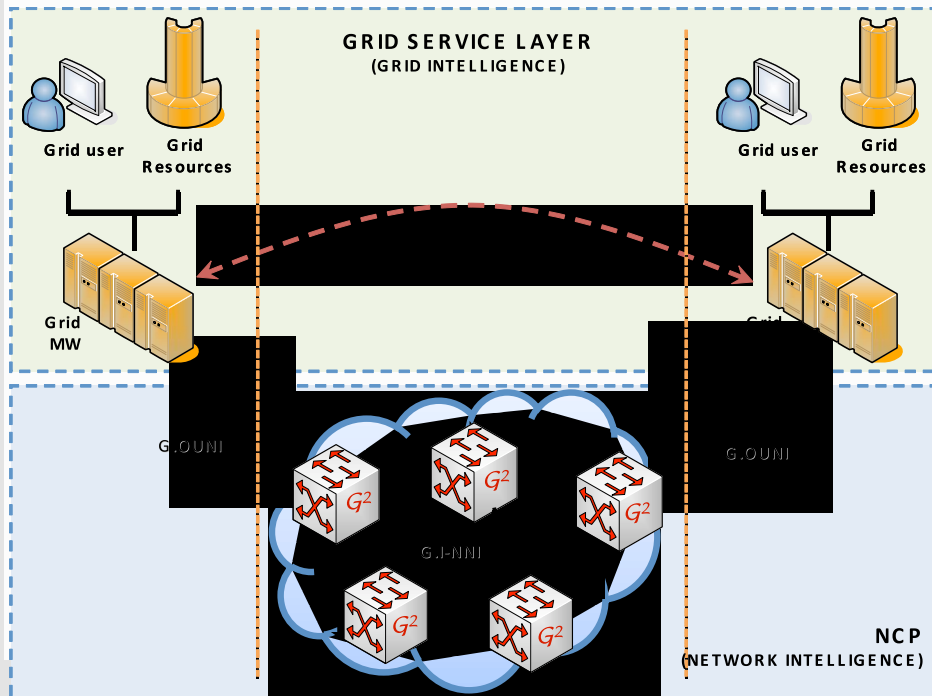 GRID SERVICE LAYER
(GRID INTELLIGENCE)
Grid user
Grid
Resources
Grid user
Grid
Resources
Grid
MW
Grid
G.OUNI
G.OUNI
G²
G²
G²
G.I-NNI
G²
G²
NCP
(NETWORK INTELLIGENCE)